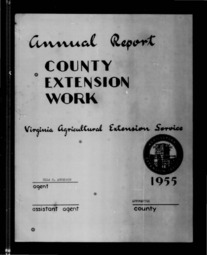 Annual Report
COUNTY
EXTENSION
WORK
Virginia Agricultural Extension Service
agent
1955
assistant agent
county